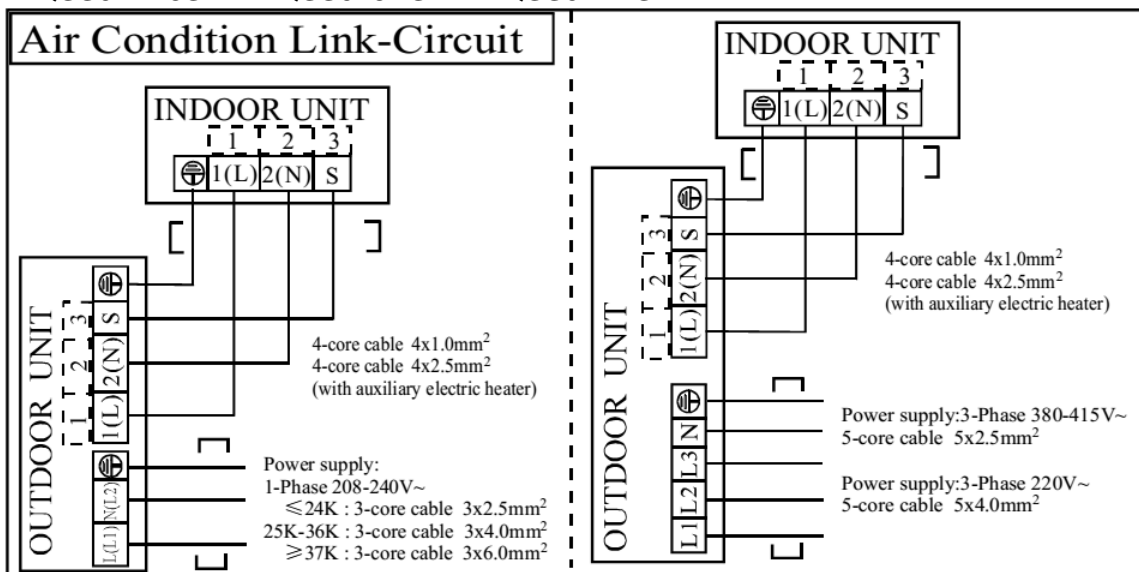 Air Condition Link-Circuit
INDOOR UNIT
1 2 3
1(L) 2(N) S
OUTDOOR UNIT
3 S
2 2(N)
1 1(L)
N(L2)
L(L1)
4-core cable 4x1.0mm²
4-core cable 4x2.5mm²
(with auxiliary electric heater)
Power supply:
1-Phase 208-240V~
≤24K : 3-core cable 3x2.5mm²
25K-36K : 3-core cable 3x4.0mm²
≥37K : 3-core cable 3x6.0mm²
INDOOR UNIT
1 2 3
1(L) 2(N) S
OUTDOOR UNIT
3 S
2 2(N)
1 1(L)
N
L3
L2
L1
4-core cable 4x1.0mm²
4-core cable 4x2.5mm²
(with auxiliary electric heater)
Power supply:3-Phase 380-415V~
5-core cable 5x2.5mm²
Power supply:3-Phase 220V~
5-core cable 5x4.0mm²